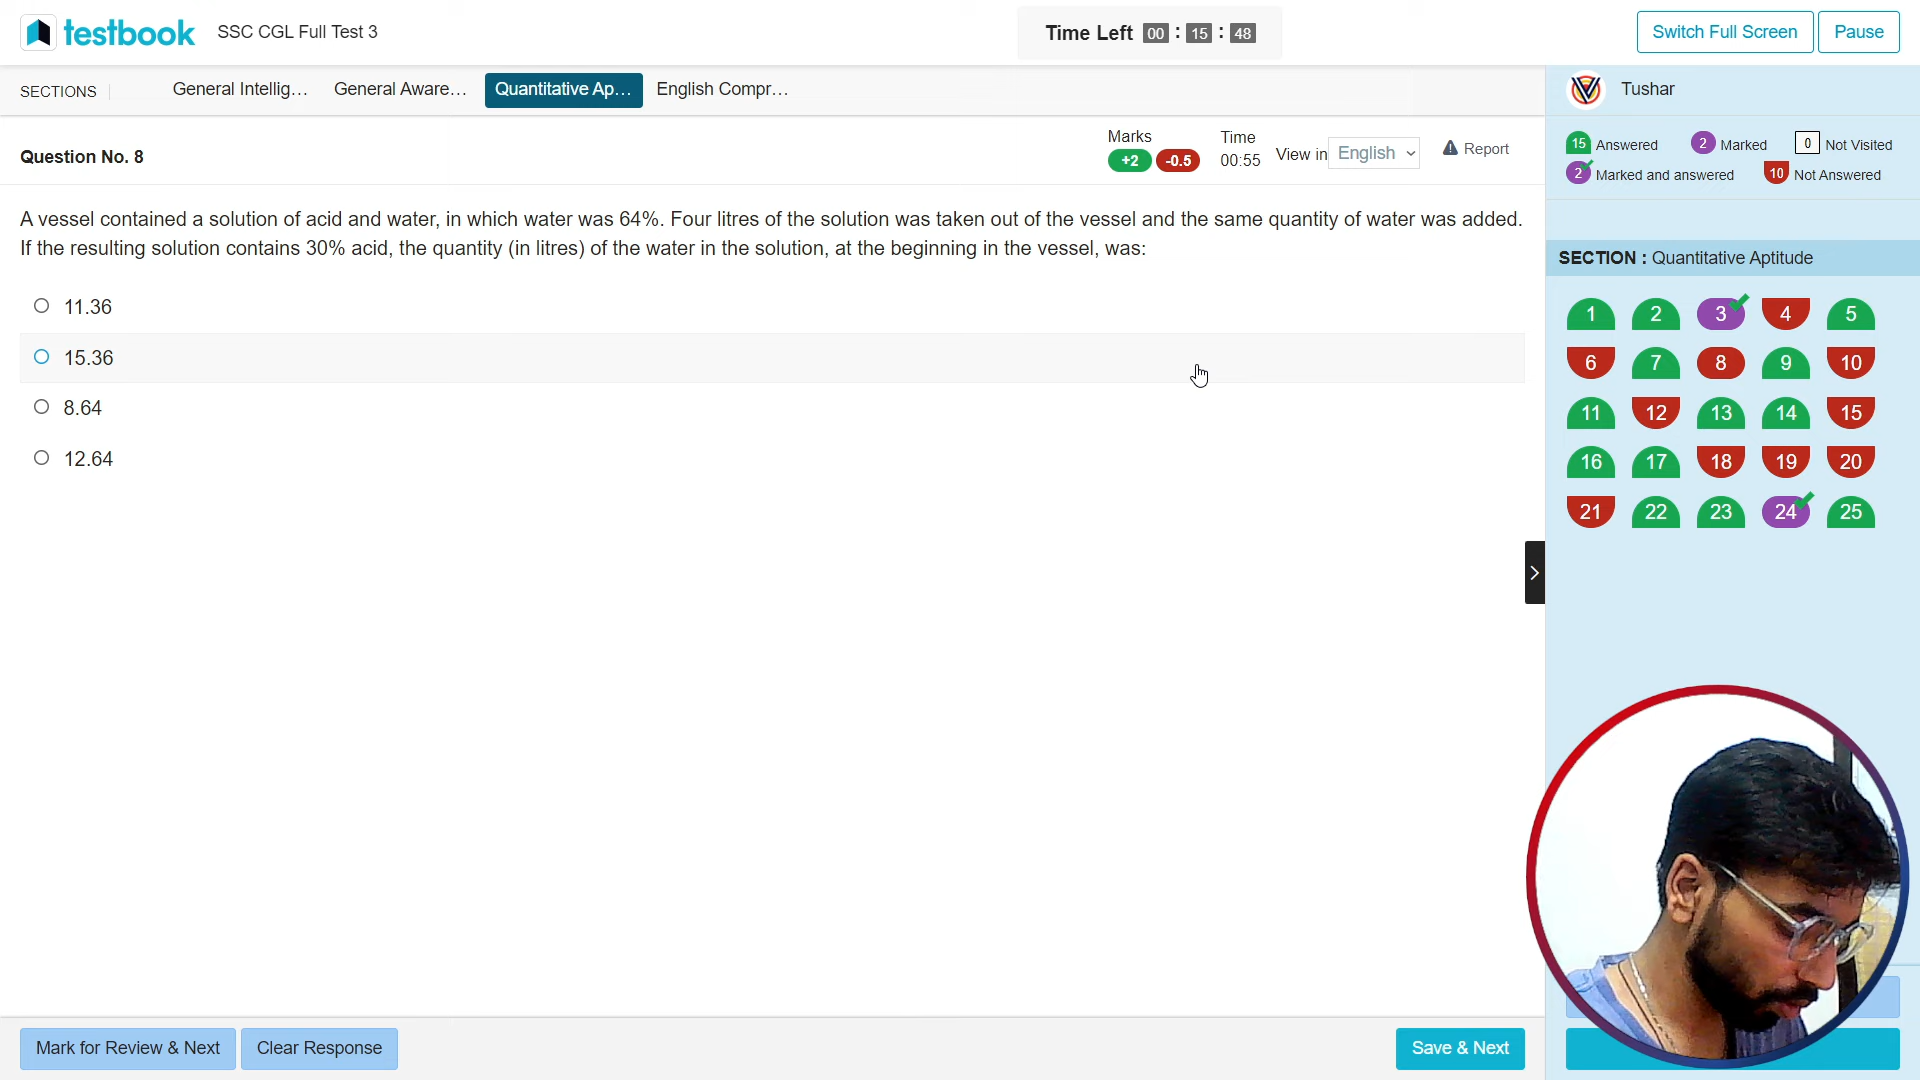 testbook SSC CGL Full Test 3 Time Left 00 : 15 : 48 Switch Full Screen Pause
SECTIONS General Intellig... General Aware... Quantitative Ap... English Compr...
Tushar
Question No. 8
Marks
+2 -0.5
Time
00:55
View in English
Report
15 Answered 2 Marked 0 Not Visited
2 Marked and answered 10 Not Answered
A vessel contained a solution of acid and water, in which water was 64%. Four litres of the solution was taken out of the vessel and the same quantity of water was added.
If the resulting solution contains 30% acid, the quantity (in litres) of the water in the solution, at the beginning in the vessel, was:
11.36
15.36
8.64
12.64
SECTION : Quantitative Aptitude
1 2 3 4 5
6 7 8 9 10
11 12 13 14 15
16 17 18 19 20
21 22 23 24 25
Mark for Review & Next Clear Response Save & Next